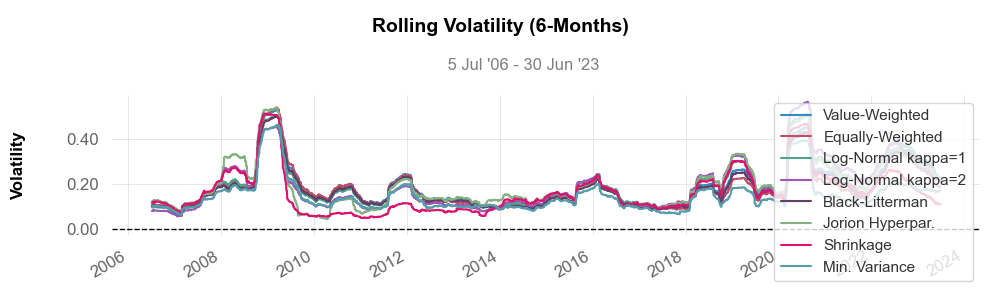 Rolling Volatility (6-Months)
5 Jul '06 - 30 Jun '23
Volatility
0.40
0.20
0.00
2006
2008
2010
2012
2014
2016
2018
2020
2022
2024
Value-Weighted
Equally-Weighted
Log-Normal kappa=1
Log-Normal kappa=2
Black-Litterman
Jorion Hyperpar.
Shrinkage
Min. Variance